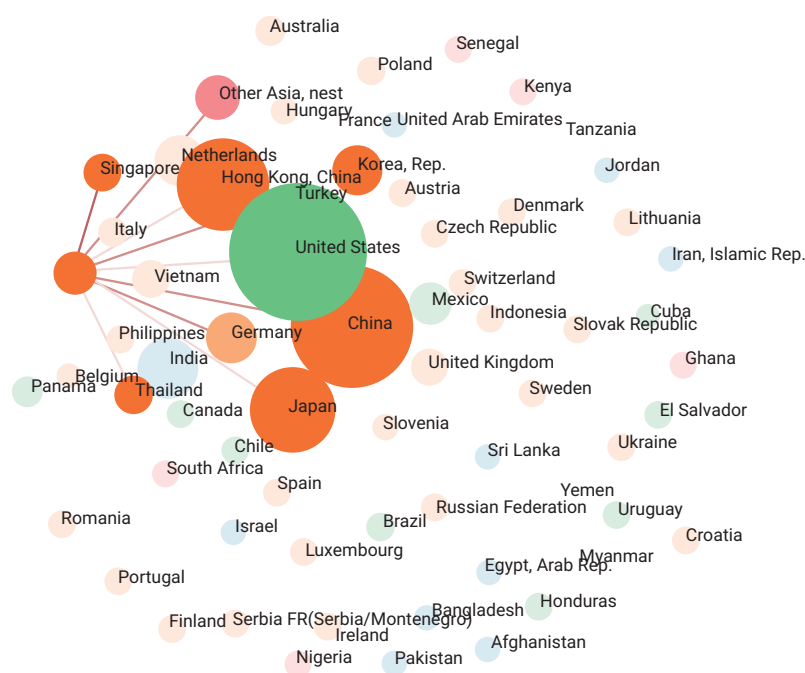 Australia
Senegal
Poland
Kenya
Other Asia, nest
Hungary
France
United Arab Emirates
Tanzania
Netherlands
Singapore
Hong Kong, China
Korea, Rep.
Jordan
Turkey
Austria
Denmark
Lithuania
Italy
Czech Republic
United States
Iran, Islamic Rep.
Vietnam
Switzerland
Mexico
Indonesia
Cuba
China
Slovak Republic
Philippines
Germany
India
United Kingdom
Ghana
Belgium
Panama
Thailand
Sweden
Canada
Japan
El Salvador
Slovenia
Chile
Sri Lanka
Ukraine
South Africa
Spain
Yemen
Romania
Israel
Brazil
Russian Federation
Uruguay
Croatia
Luxembourg
Myanmar
Egypt, Arab Rep.
Portugal
Honduras
Bangladesh
Finland
Serbia FR(Serbia/Montenegro)
Ireland
Afghanistan
Nigeria
Pakistan